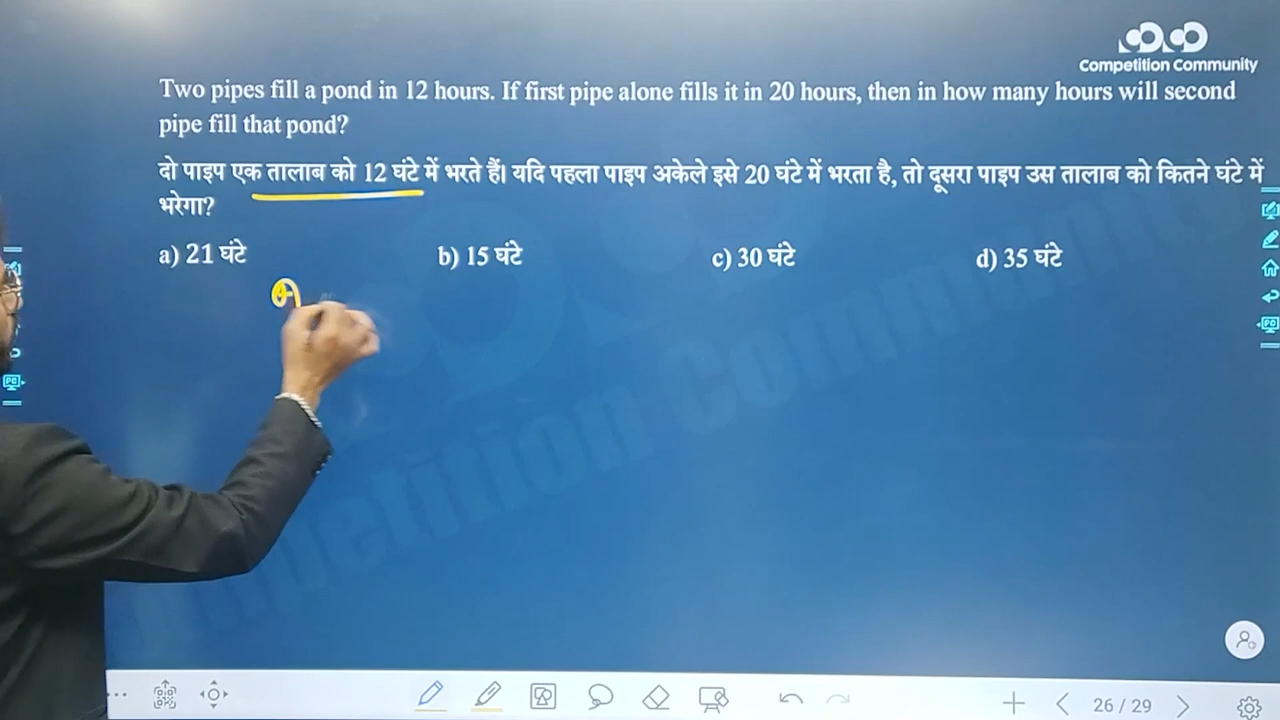 Competition Community
Two pipes fill a pond in 12 hours. If first pipe alone fills it in 20 hours, then in how many hours will second
pipe fill that pond?
दो पाइप एक तालाब को 12 घंटे में भरते हैं। यदि पहला पाइप अकेले इसे 20 घंटे में भरता है, तो दूसरा पाइप उस तालाब को कितने घंटे में
भरेगा?
a) 21 घंटे b) 15 घंटे c) 30 घंटे d) 35 घंटे
26 / 29